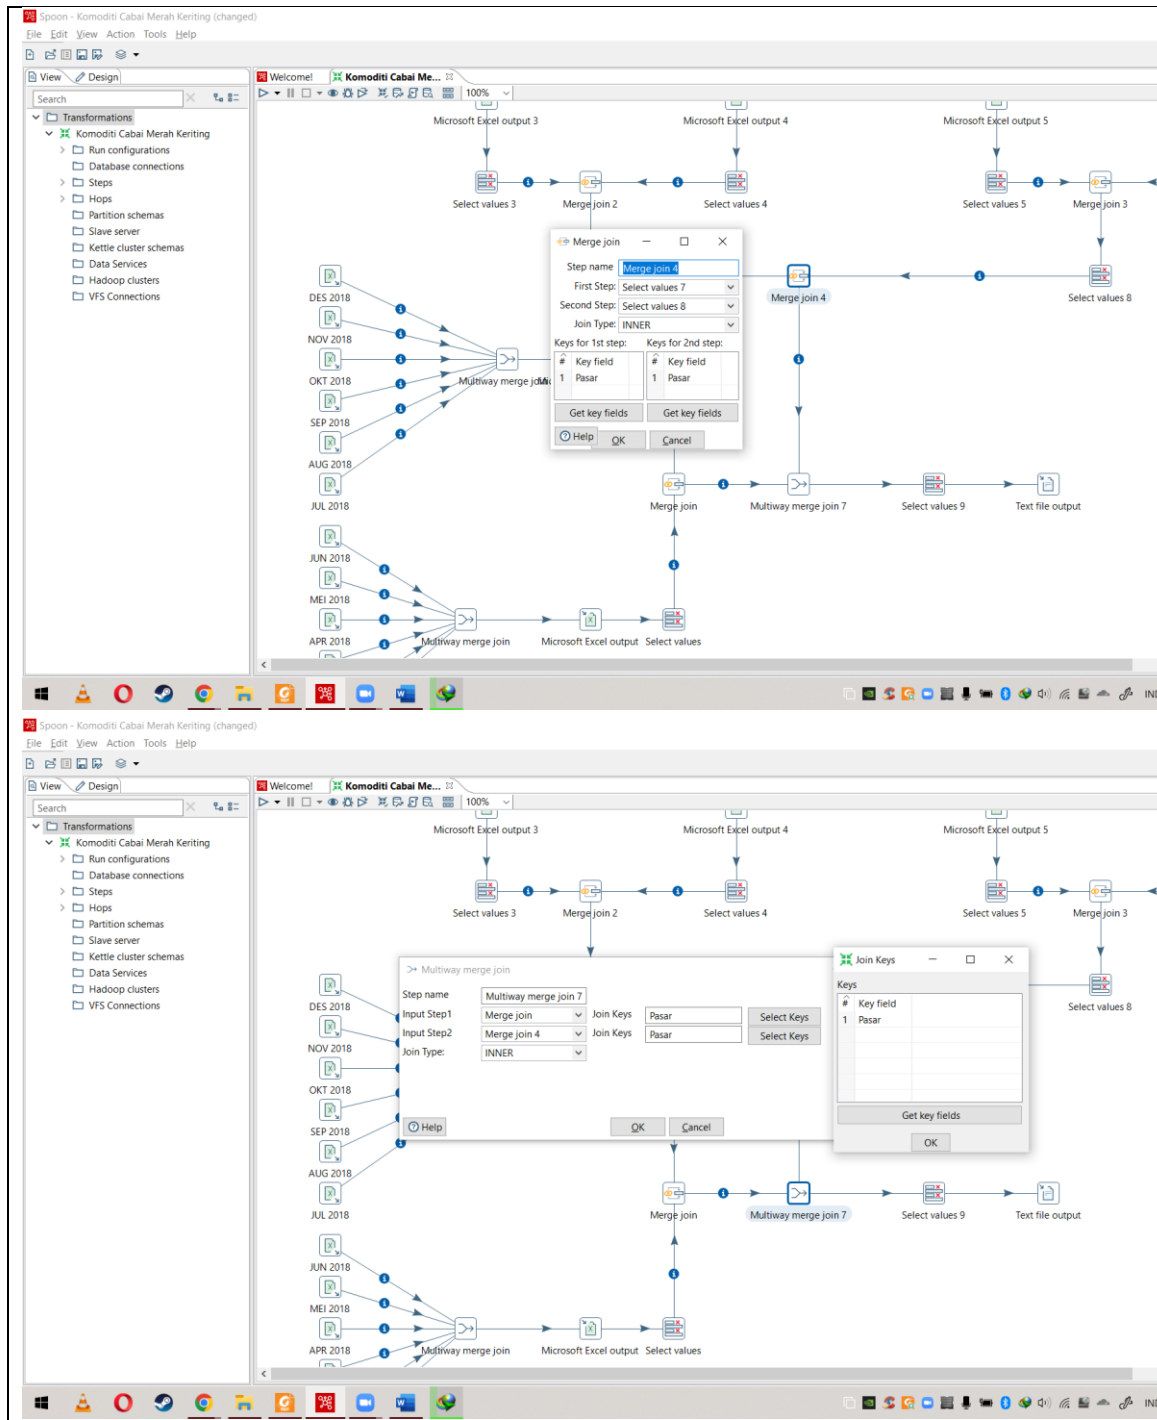 Spoon - Komoditi Cabai Merah Keriting (changed)
File Edit View Action Tools Help
View Design
Welcome! Komoditi Cabai Me...
Search
100%
Transformations
Komoditi Cabai Merah Keriting
Run configurations
Database connections
Steps
Hops
Partition schemas
Slave server
Kettle cluster schemas
Data Services
Hadoop clusters
VFS Connections
Microsoft Excel output 3
Microsoft Excel output 4
Microsoft Excel output 5
Select values 3
Merge join 2
Select values 4
Select values 5
Merge join 3
Merge join
Step name Merge join 4
First Step: Select values 7
Second Step: Select values 8
Join Type: INNER
Keys for 1st step: Keys for 2nd step:
# Key field # Key field
1 Pasar 1 Pasar
Get key fields Get key fields
Help OK Cancel
Merge join 4
Select values 8
DES 2018
NOV 2018
OKT 2018
Multiway merge join
SEP 2018
AUG 2018
JUL 2018
Merge join
Multiway merge join 7
Select values 9
Text file output
JUN 2018
MEI 2018
APR 2018
Multiway merge join
Microsoft Excel output
Select values
IND
Spoon - Komoditi Cabai Merah Keriting (changed)
File Edit View Action Tools Help
View Design
Welcome! Komoditi Cabai Me...
Search
100%
Transformations
Komoditi Cabai Merah Keriting
Run configurations
Database connections
Steps
Hops
Partition schemas
Slave server
Kettle cluster schemas
Data Services
Hadoop clusters
VFS Connections
Microsoft Excel output 3
Microsoft Excel output 4
Microsoft Excel output 5
Select values 3
Merge join 2
Select values 4
Select values 5
Merge join 3
Multiway merge join
Step name Multiway merge join 7
Input Step1 Merge join Join Keys Pasar Select Keys
Input Step2 Merge join 4 Join Keys Pasar Select Keys
Join Type: INNER
Help OK Cancel
Join Keys
Keys
# Key field
1 Pasar
Get key fields
OK
Select values 8
DES 2018
NOV 2018
OKT 2018
SEP 2018
AUG 2018
JUL 2018
Merge join
Multiway merge join 7
Select values 9
Text file output
JUN 2018
MEI 2018
APR 2018
Multiway merge join
Microsoft Excel output
Select values